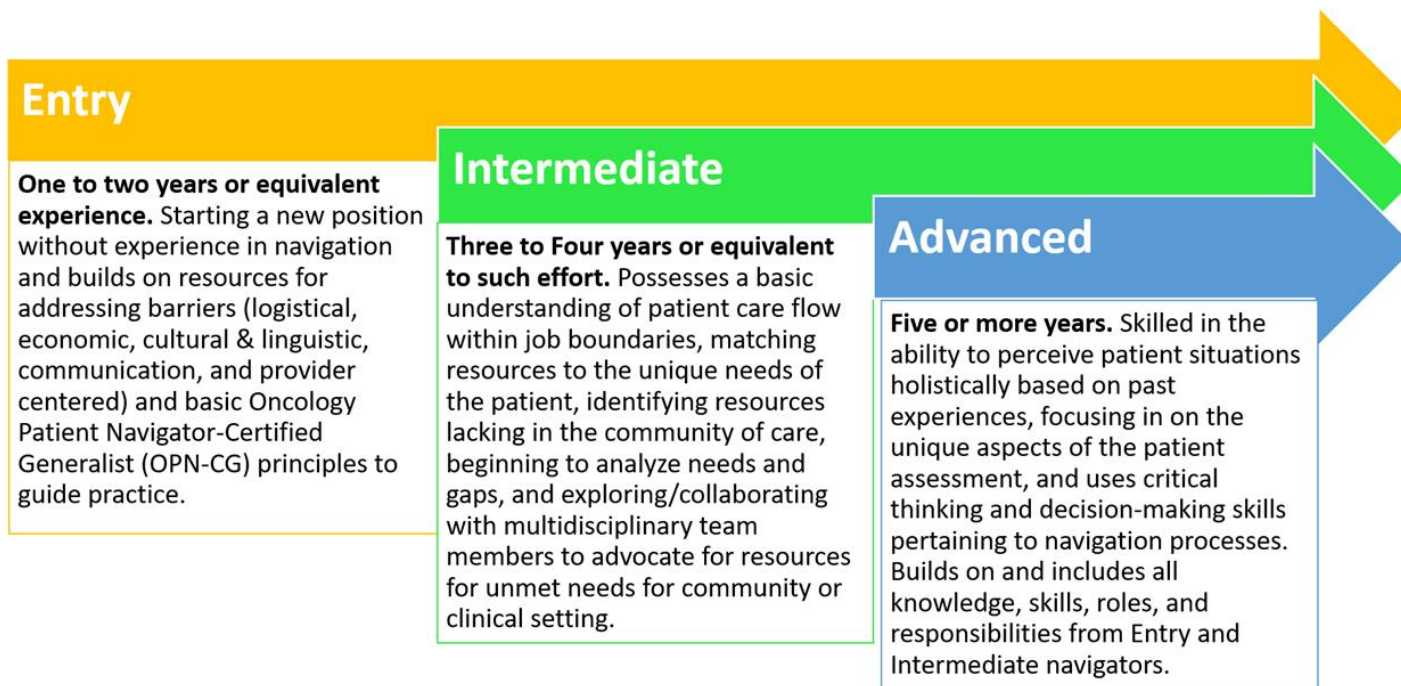 Entry
One to two years or equivalent
experience. Starting a new position
without experience in navigation
and builds on resources for
addressing barriers (logistical,
economic, cultural & linguistic,
communication, and provider
centered) and basic Oncology
Patient Navigator-Certified
Generalist (OPN-CG) principles to
guide practice.
Intermediate
Three to Four years or equivalent
to such effort. Possesses a basic
understanding of patient care flow
within job boundaries, matching
resources to the unique needs of
the patient, identifying resources
lacking in the community of care,
beginning to analyze needs and
gaps, and exploring/collaborating
with multidisciplinary team
members to advocate for resources
for unmet needs for community or
clinical setting.
Advanced
Five or more years. Skilled in the
ability to perceive patient situations
holistically based on past
experiences, focusing in on the
unique aspects of the patient
assessment, and uses critical
thinking and decision-making skills
pertaining to navigation processes.
Builds on and includes all
knowledge, skills, roles, and
responsibilities from Entry and
Intermediate navigators.